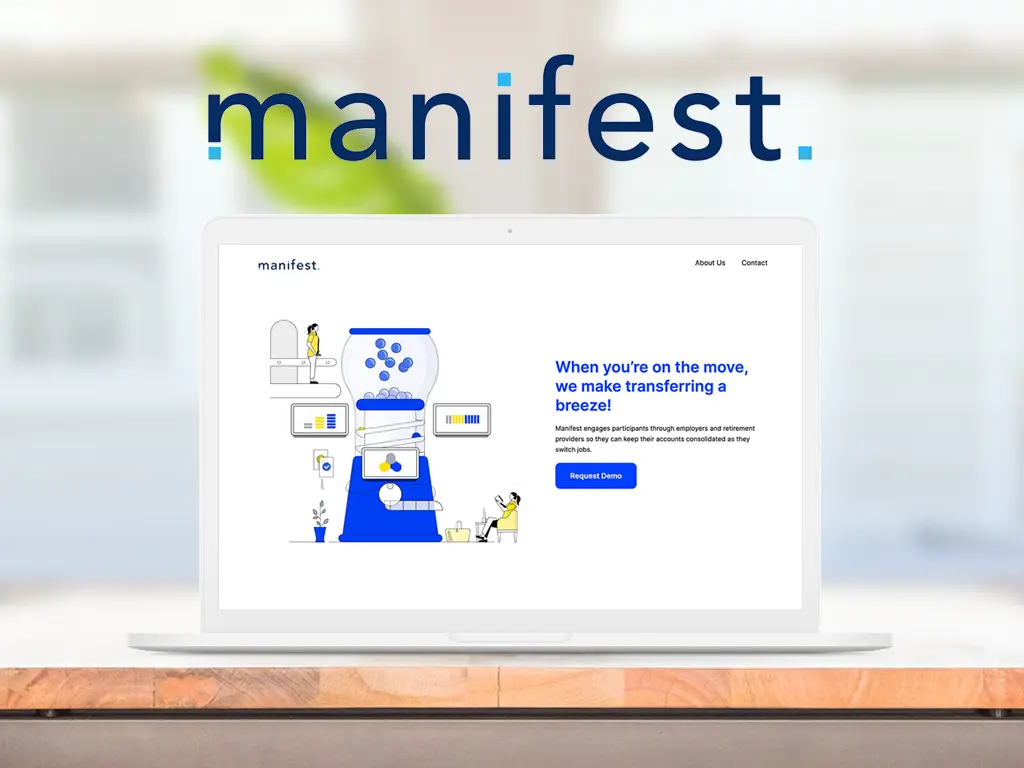 manifest.
manifest.
About Us Contact
When you're on the move,
we make transferring a
breeze!
Manifest engages participants through employers and retirement
providers so they can keep their accounts consolidated as they
switch jobs.
Request Demo